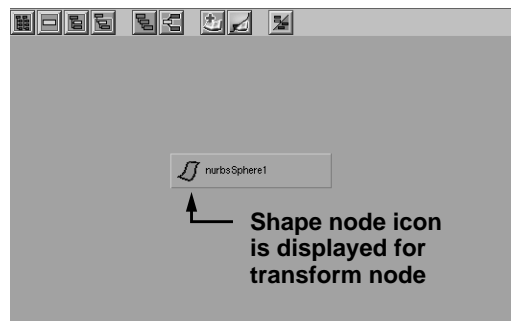 nurbsSphere1
Shape node icon
is displayed for
transform node